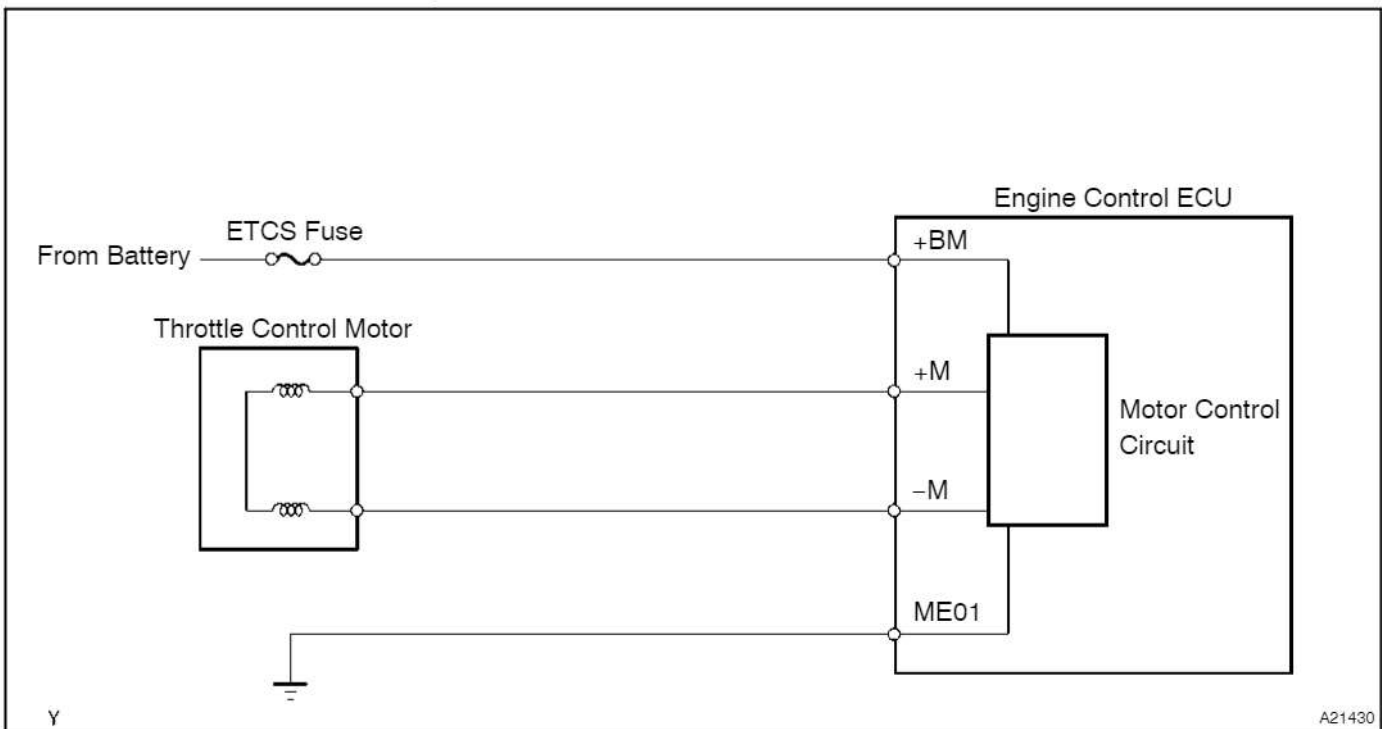 Engine Control ECU
ETCS Fuse
+BM
From Battery
Throttle Control Motor
+M
Motor Control
Circuit
−M
ME01
Y
A21430